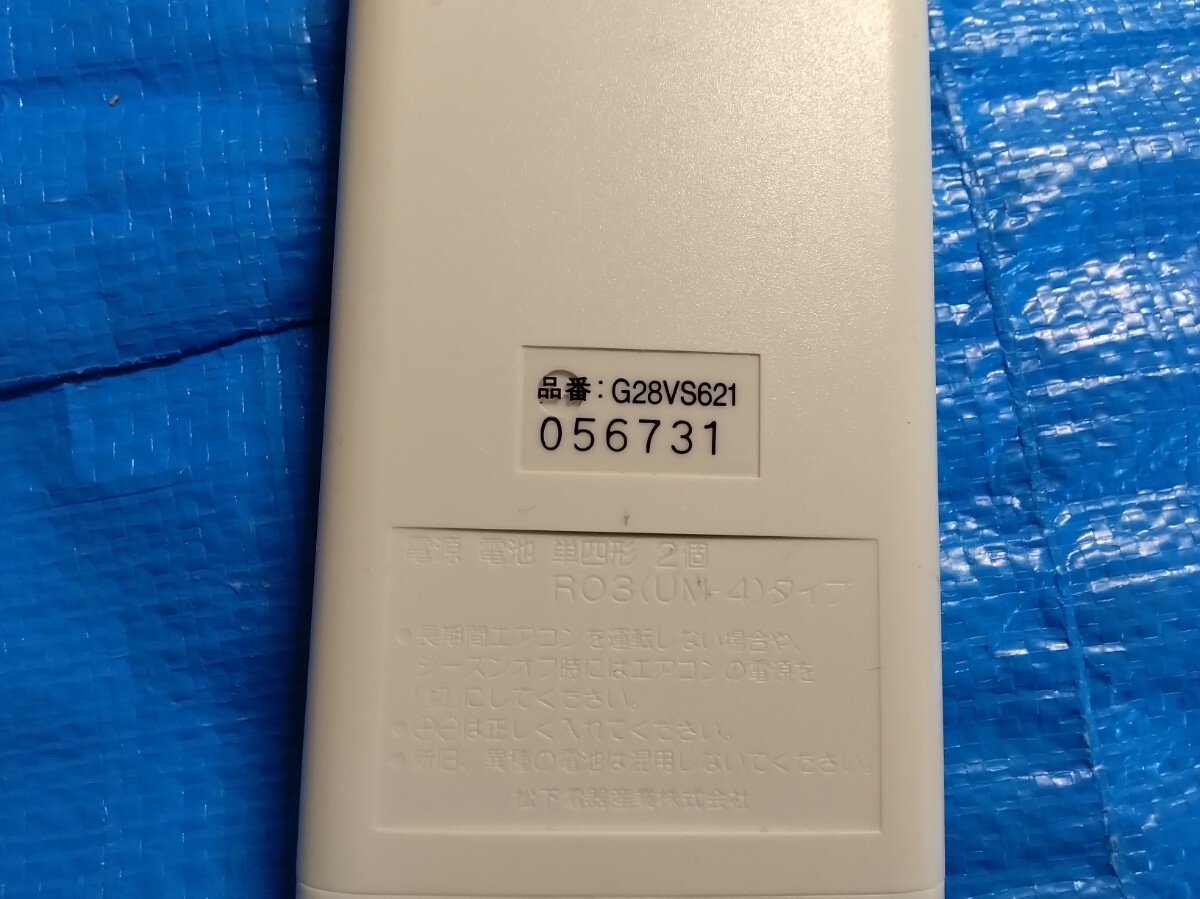 品番：G28VS621
056731
電源 電池 単四形 2個
R03(UM-4)タイプ
●長期間エアコンを運転しない場合や、
シーズンオフ時にはエアコンの電源を
「切」にしてください。
●⊕⊖は正しく入れてください。
●新旧、異種の電池は混用しないでください。
松下電器産業株式会社